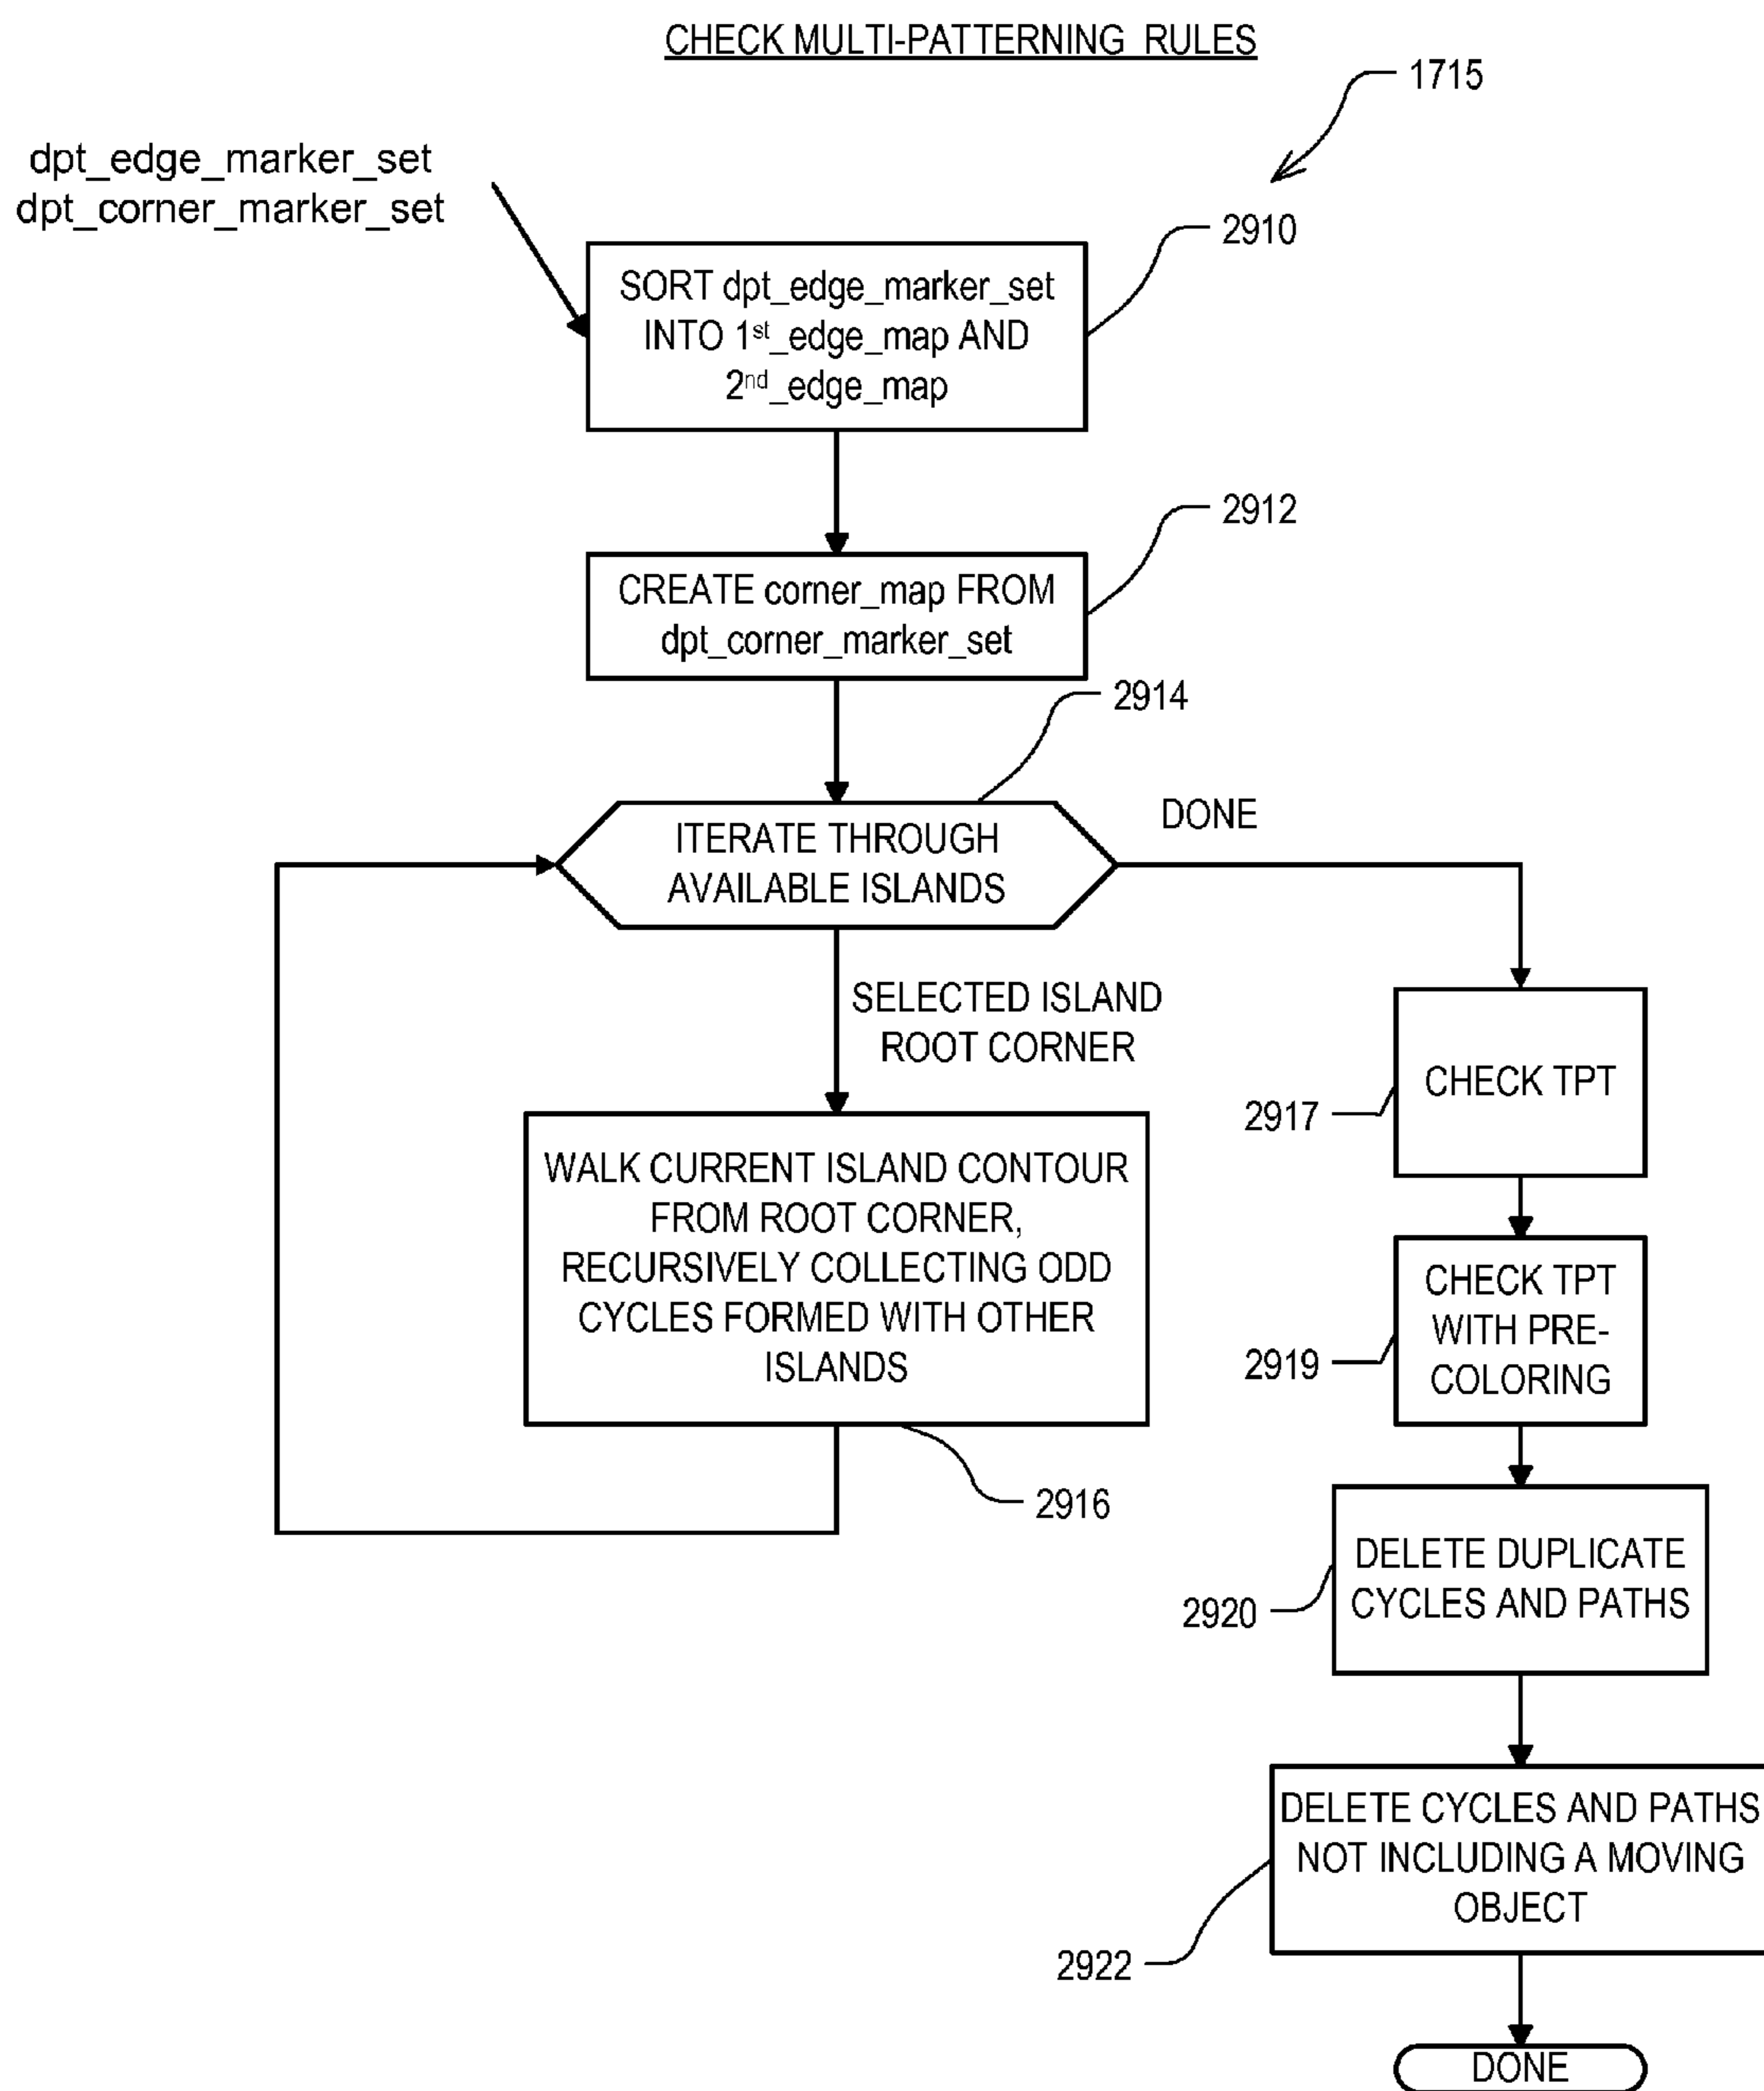 CHECK MULTI-PATTERNING RULES
1715
dpt_edge_marker_set
dpt_corner_marker_set
2910
SORT dpt_edge_marker_set
INTO 1st_edge_map AND
2nd_edge_map
2912
CREATE corner_map FROM
dpt_corner_marker_set
2914
ITERATE THROUGH
AVAILABLE ISLANDS
DONE
SELECTED ISLAND
ROOT CORNER
WALK CURRENT ISLAND CONTOUR
FROM ROOT CORNER,
RECURSIVELY COLLECTING ODD
CYCLES FORMED WITH OTHER
ISLANDS
2916
CHECK TPT
2917
CHECK TPT
WITH PRE-
COLORING
2919
DELETE DUPLICATE
CYCLES AND PATHS
2920
DELETE CYCLES AND PATHS
NOT INCLUDING A MOVING
OBJECT
2922
DONE